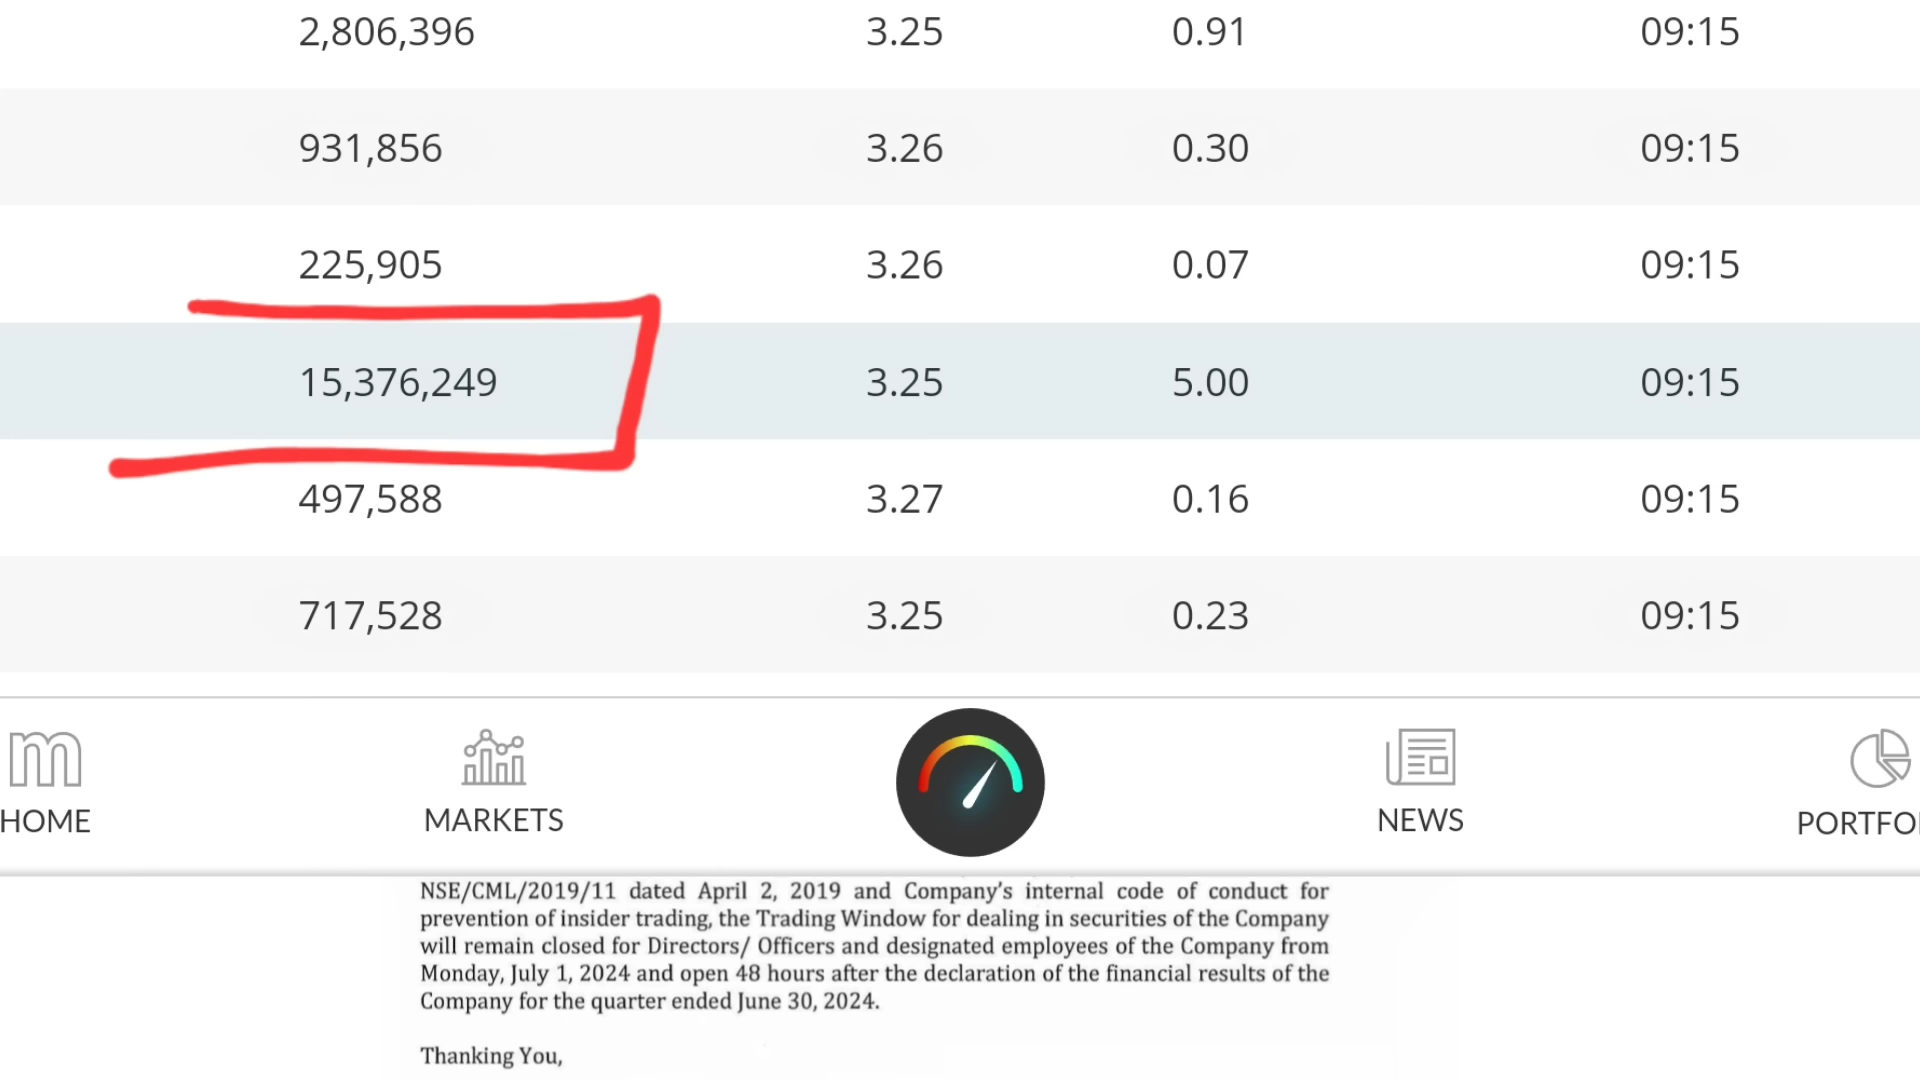 2,806,396 3.25 0.91 09:15
931,856 3.26 0.30 09:15
225,905 3.26 0.07 09:15
15,376,249 3.25 5.00 09:15
497,588 3.27 0.16 09:15
717,528 3.25 0.23 09:15
m
HOME MARKETS NEWS PORTFO
NSE/CML/2019/11 dated April 2, 2019 and Company's internal code of conduct for
prevention of insider trading, the Trading Window for dealing in securities of the Company
will remain closed for Directors/ Officers and designated employees of the Company from
Monday, July 1, 2024 and open 48 hours after the declaration of the financial results of the
Company for the quarter ended June 30, 2024.
Thanking You,